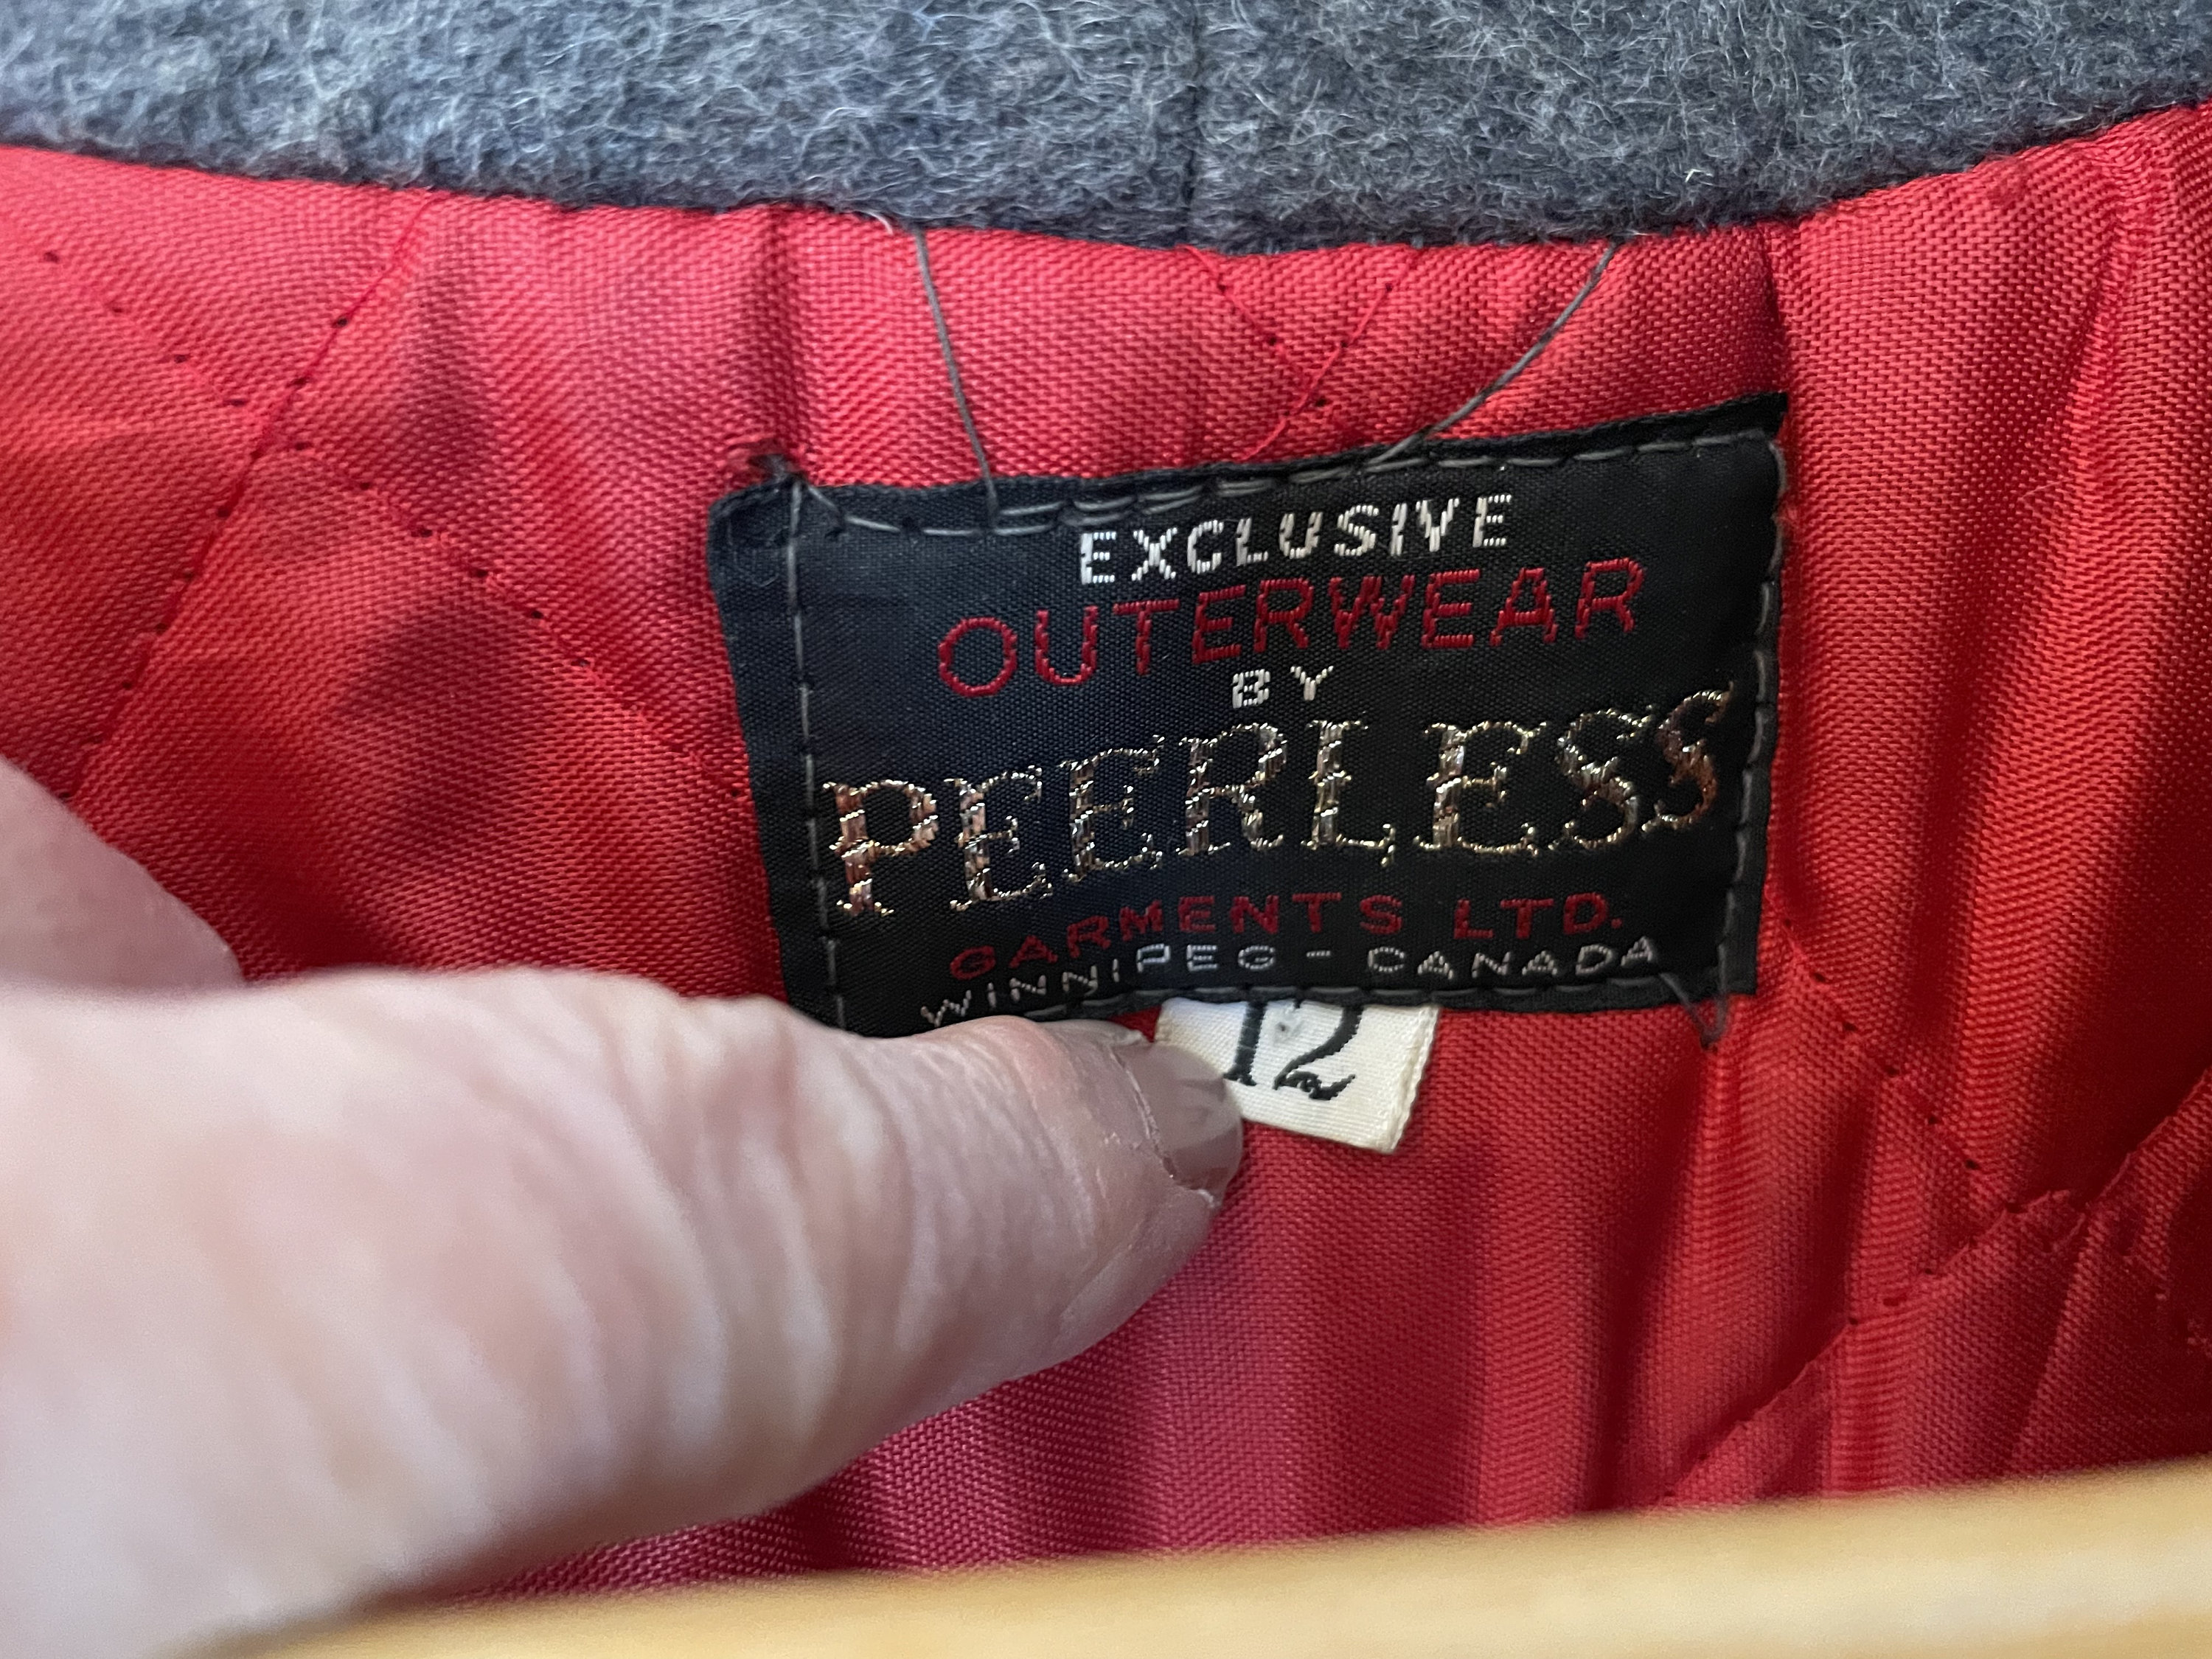 EXCLUSIVE
OUTERWEAR
BY
PEERLESS
GARMENTS LTD.
WINNIPEG - CANADA
12